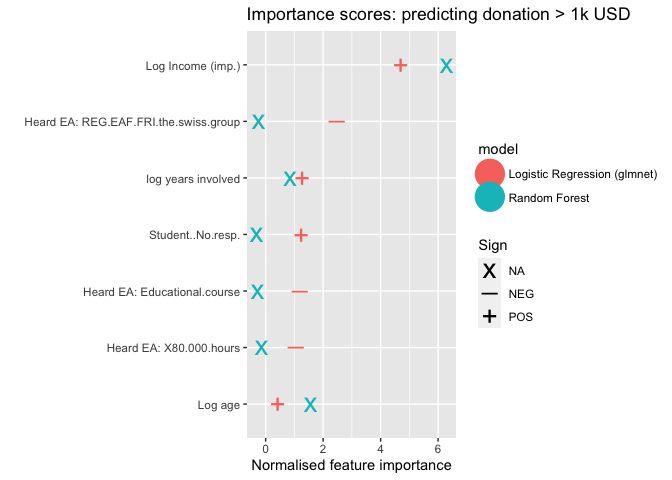 Importance scores: predicting donation > 1k USD
Log Income (imp.)
Heard EA: REG.EAF.FRI.the.swiss.group
log years involved
Student..No.resp.
Heard EA: Educational.course
Heard EA: X80.000.hours
Log age
0 2 4 6
Normalised feature importance
model
Logistic Regression (glmnet)
Random Forest
Sign
NA
NEG
POS